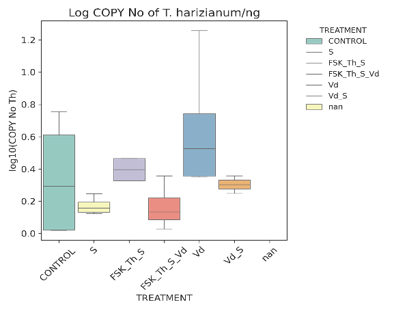 Log COPY No of T. harizianum/ng
TREATMENT
CONTROL
S
FSK_Th_S
FSK_Th_S_Vd
Vd
Vd_S
nan
log10(COPY No Th)
1.2
1.0
0.8
0.6
0.4
0.2
0.0
CONTROL
S
FSK_Th_S
FSK_Th_S_Vd
Vd
Vd_S
nan
TREATMENT